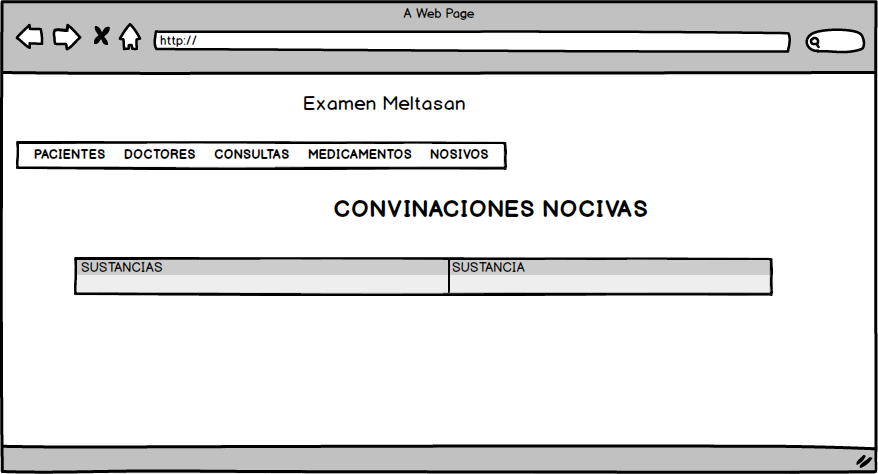 A Web Page
http://
Examen Meltasan
PACIENTES DOCTORES CONSULTAS MEDICAMENTOS NOSIVOS
CONVINACIONES NOCIVAS
SUSTANCIAS SUSTANCIA